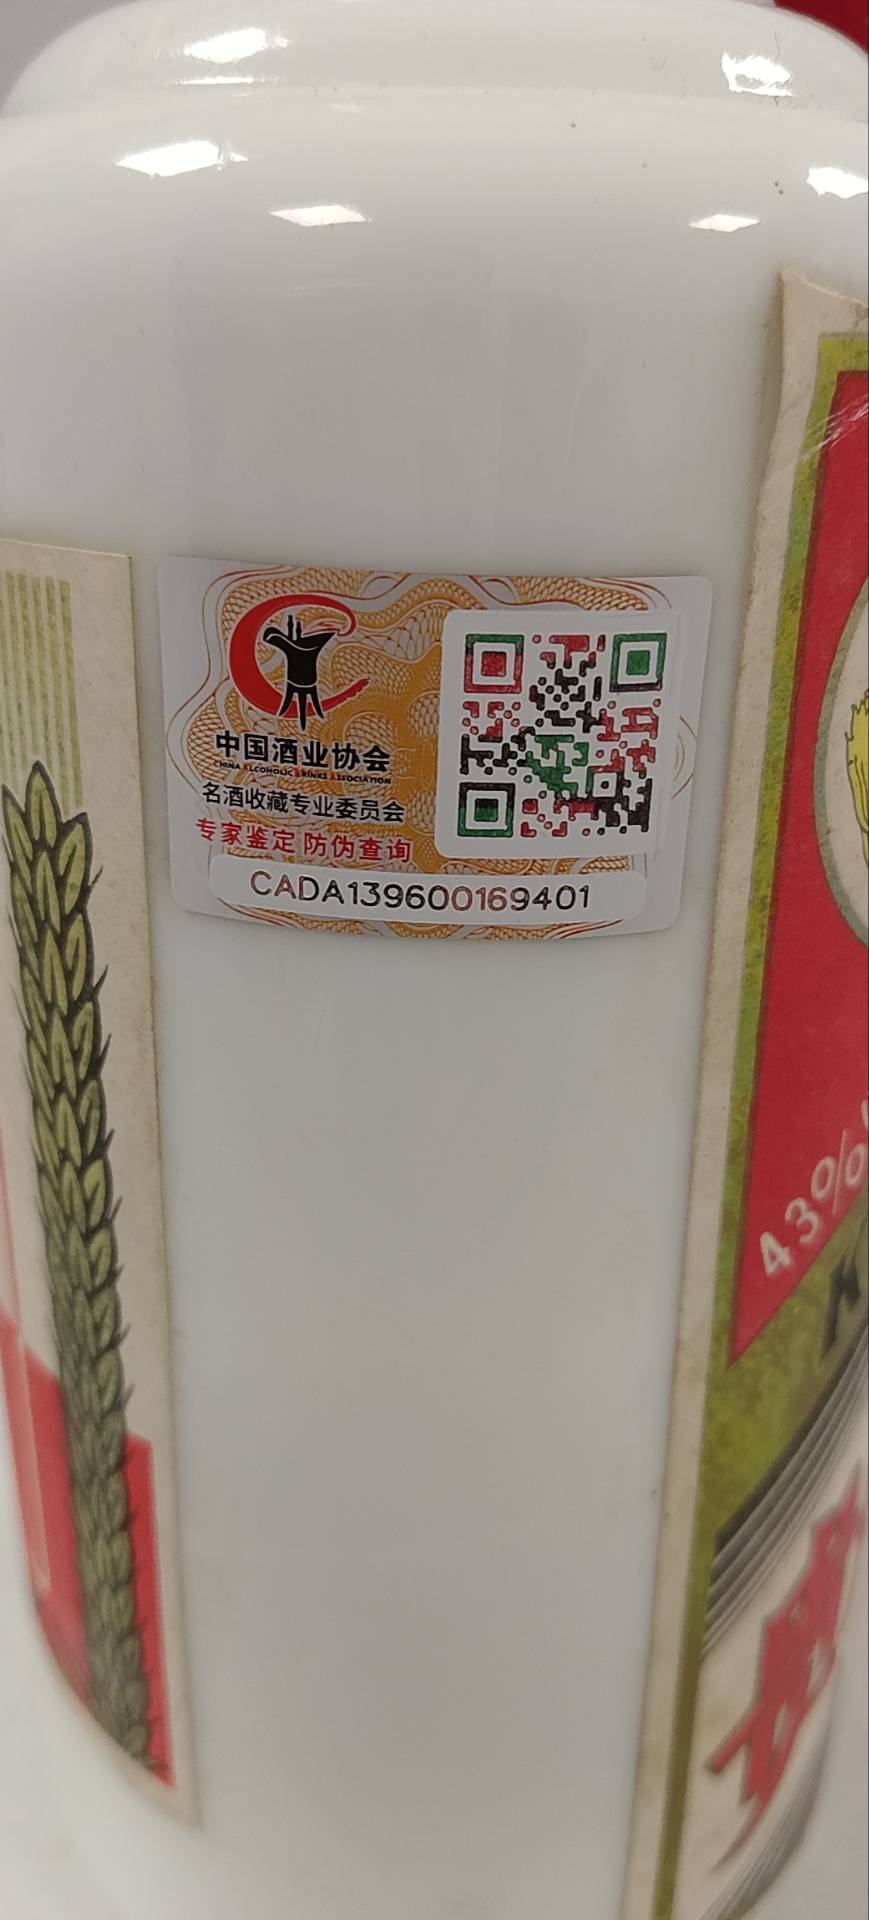 中国酒业协会
CHINA ALCOHOLIC DRINKS ASSOCIATION
名酒收藏专业委员会
专家鉴定 防伪查询
CADA139600169401
43%